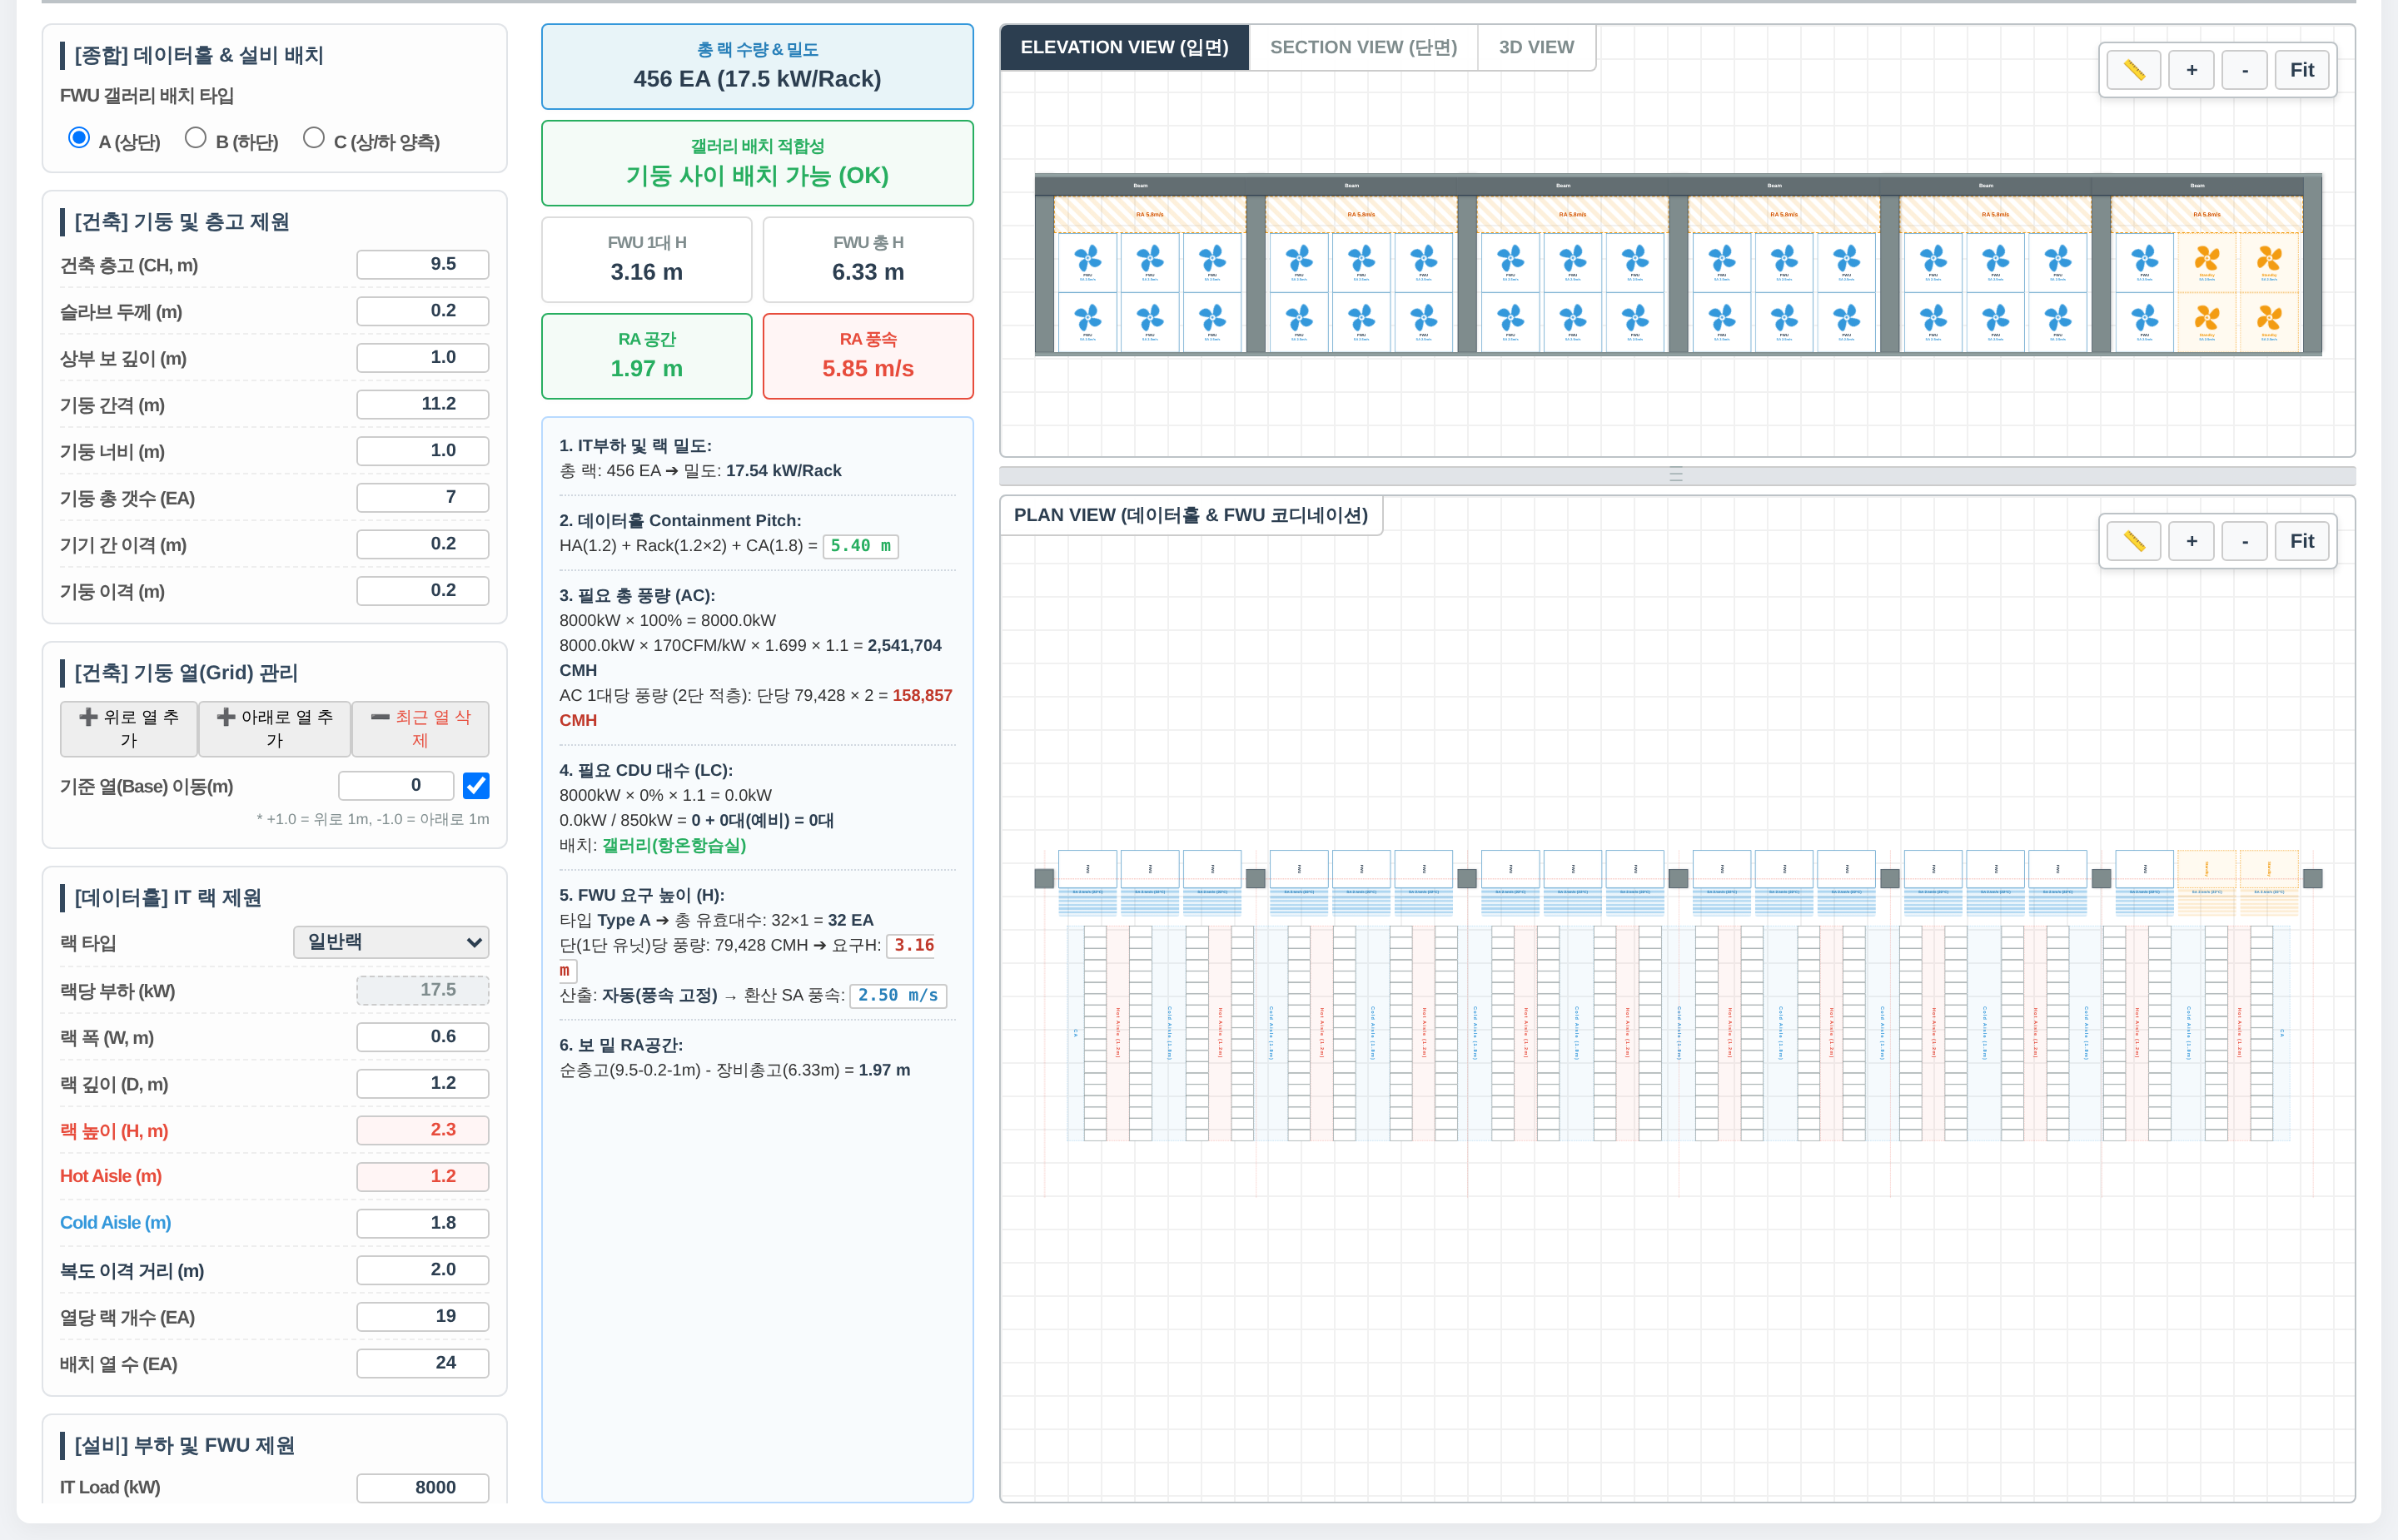 [종합] 데이터홀 & 설비 배치
FWU 갤러리 배치 타입
A (상단) B (하단) C (상/하 양측)
[건축] 기둥 및 층고 제원
건축 층고 (CH, m) 9.5
슬라브 두께 (m) 0.2
상부 보 깊이 (m) 1.0
기둥 간격 (m) 11.2
기둥 너비 (m) 1.0
기둥 총 갯수 (EA) 7
기기 간 이격 (m) 0.2
기둥 이격 (m) 0.2
[건축] 기둥 열(Grid) 관리
➕ 위로 열 추가 ➕ 아래로 열 추가 ➖ 최근 열 삭제
기준 열(Base) 이동(m) 0
* +1.0 = 위로 1m, -1.0 = 아래로 1m
[데이터홀] IT 랙 제원
랙 타입 일반랙
랙당 부하 (kW) 17.5
랙 폭 (W, m) 0.6
랙 깊이 (D, m) 1.2
랙 높이 (H, m) 2.3
Hot Aisle (m) 1.2
Cold Aisle (m) 1.8
복도 이격 거리 (m) 2.0
열당 랙 개수 (EA) 19
배치 열 수 (EA) 24
[설비] 부하 및 FWU 제원
IT Load (kW) 8000
총 랙 수량 & 밀도
456 EA (17.5 kW/Rack)
갤러리 배치 적합성
기둥 사이 배치 가능 (OK)
FWU 1대 H
3.16 m
FWU 총 H
6.33 m
RA 공간
1.97 m
RA 풍속
5.85 m/s
1. IT부하 및 랙 밀도:
총 랙: 456 EA ➔ 밀도: 17.54 kW/Rack
2. 데이터홀 Containment Pitch:
HA(1.2) + Rack(1.2×2) + CA(1.8) = 5.40 m
3. 필요 총 풍량 (AC):
8000kW × 100% = 8000.0kW
8000.0kW × 170CFM/kW × 1.699 × 1.1 = 2,541,704
CMH
AC 1대당 풍량 (2단 적층): 단당 79,428 × 2 = 158,857
CMH
4. 필요 CDU 대수 (LC):
8000kW × 0% × 1.1 = 0.0kW
0.0kW / 850kW = 0 + 0대(예비) = 0대
배치: 갤러리(항온항습실)
5. FWU 요구 높이 (H):
타입 Type A ➔ 총 유효대수: 32×1 = 32 EA
단(1단 유닛)당 풍량: 79,428 CMH ➔ 요구H: 3.16
m
산출: 자동(풍속 고정) → 환산 SA 풍속: 2.50 m/s
6. 보 밑 RA공간:
순층고(9.5-0.2-1m) - 장비총고(6.33m) = 1.97 m
ELEVATION VIEW (입면) SECTION VIEW (단면) 3D VIEW
📏 + - Fit
Beam Beam Beam Beam Beam Beam
RA 5.8m/s RA 5.8m/s RA 5.8m/s RA 5.8m/s RA 5.8m/s RA 5.8m/s
PLAN VIEW (데이터홀 & FWU 코디네이션)
📏 + - Fit